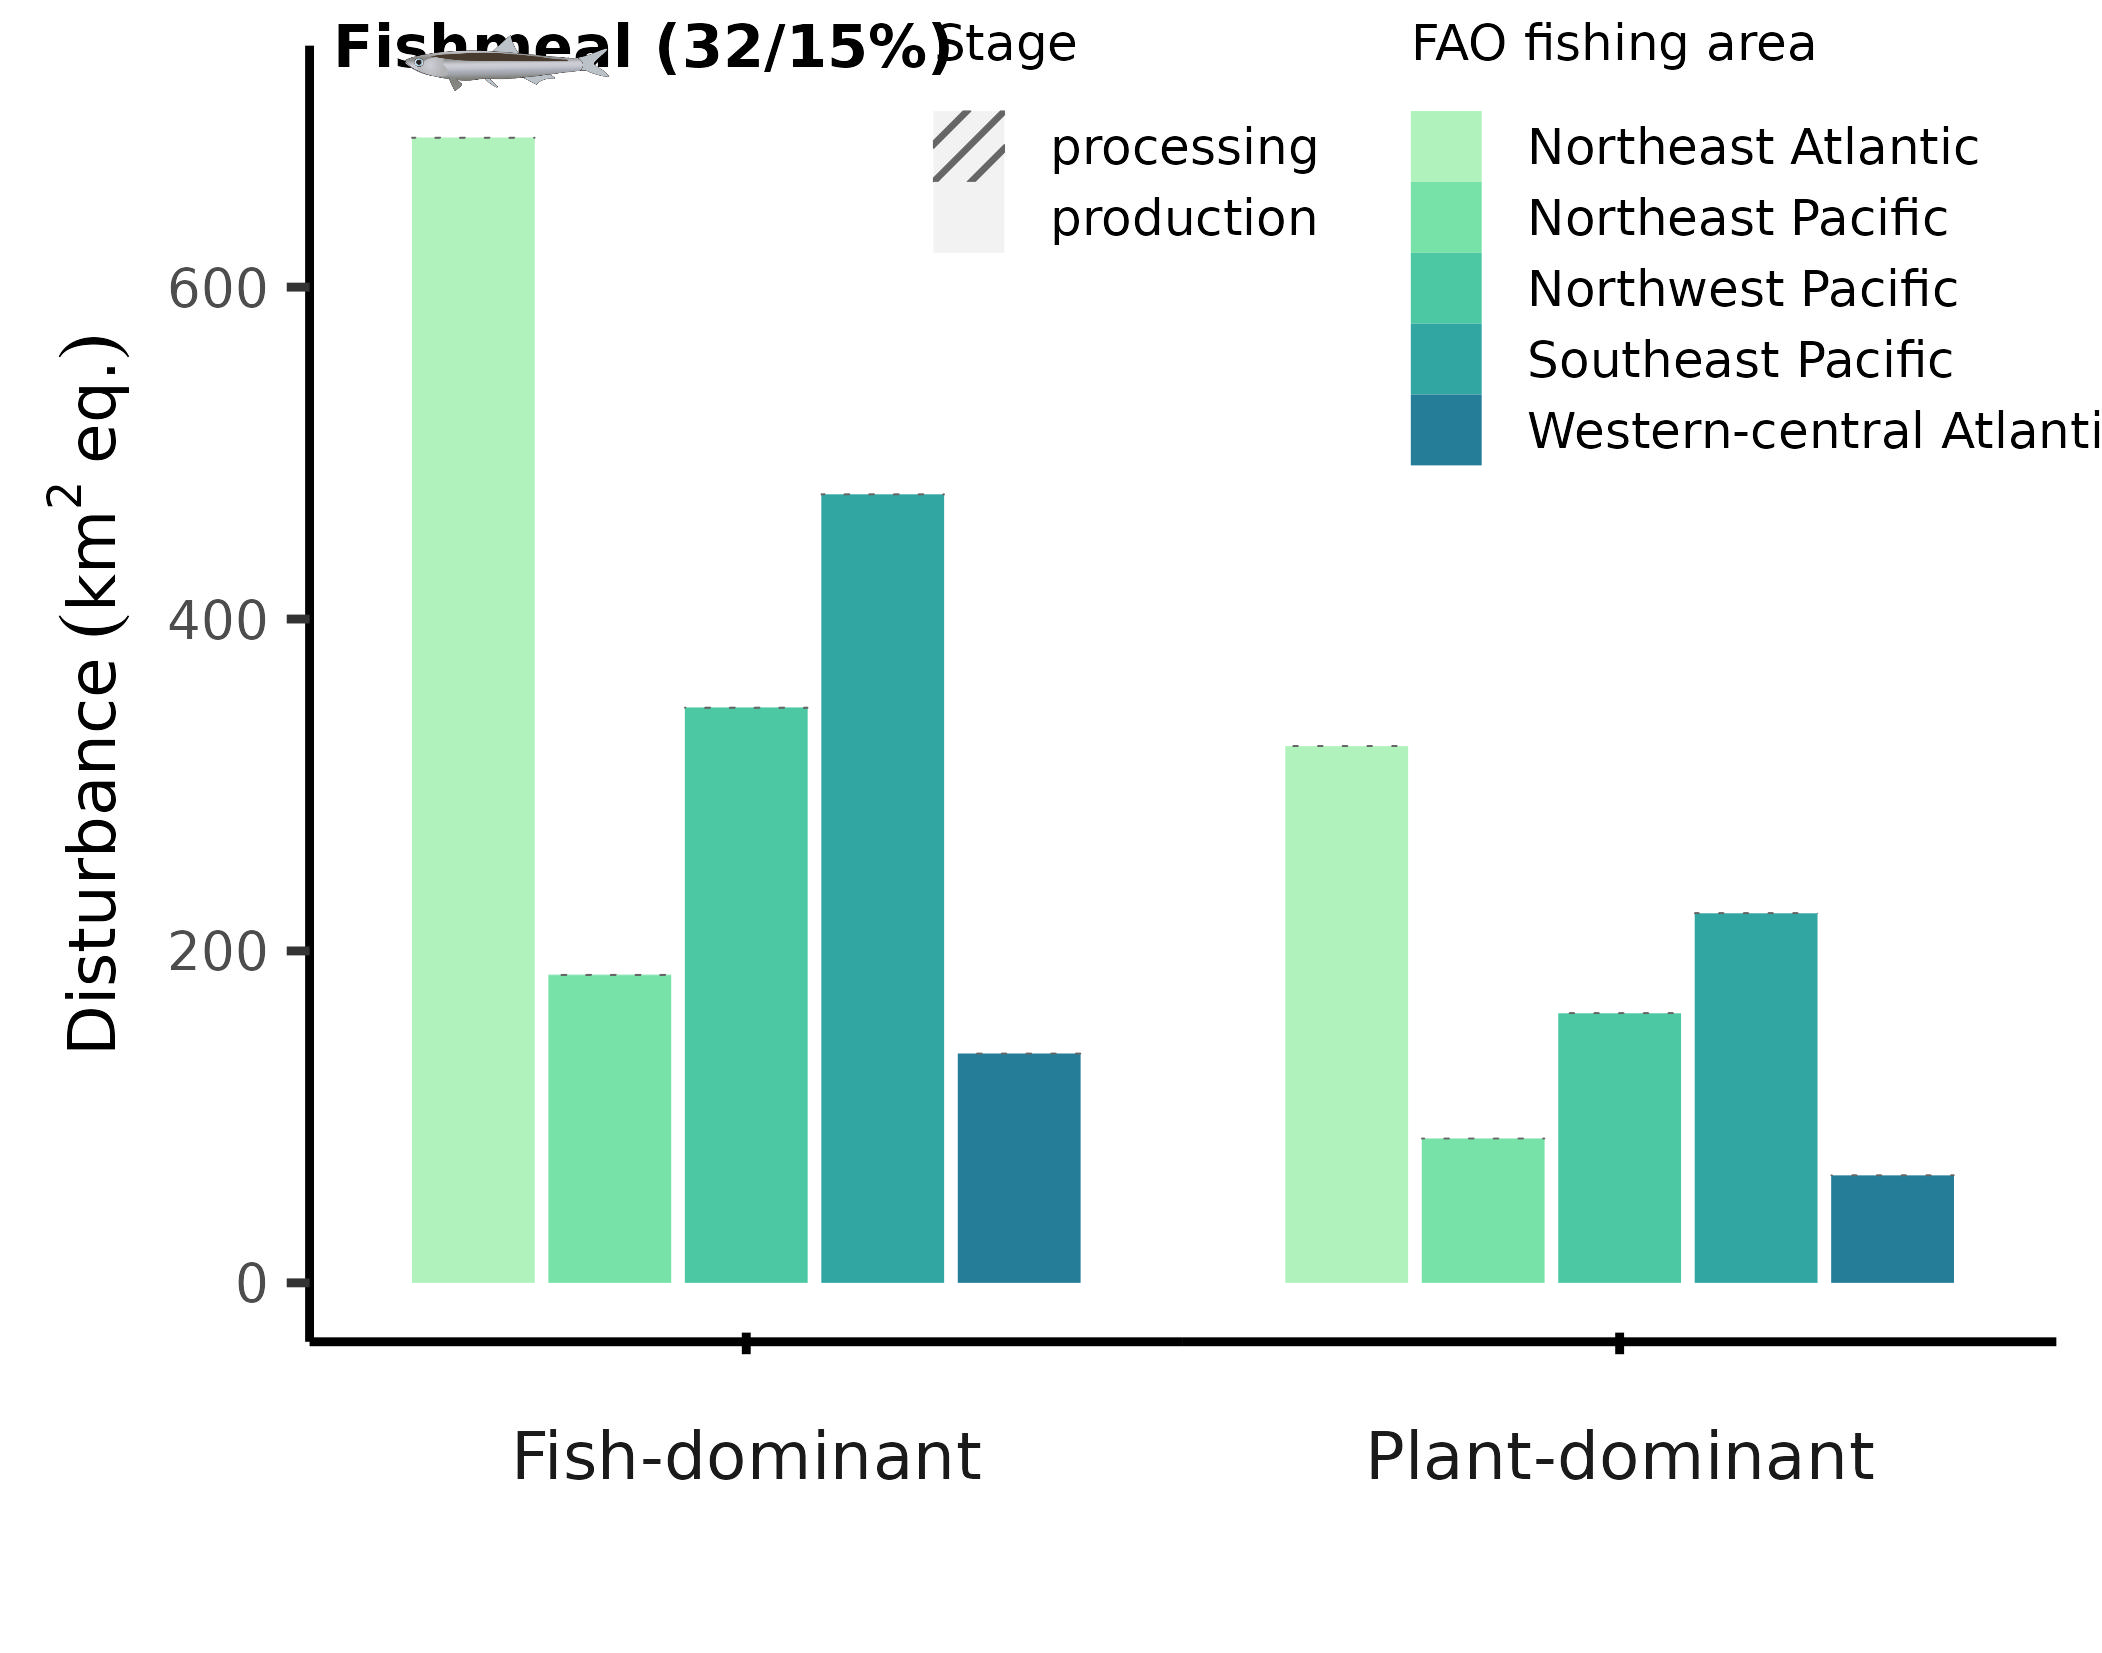 Fishmeal (32/15%)
Stage
processing
production
FAO fishing area
Northeast Atlantic
Northeast Pacific
Northwest Pacific
Southeast Pacific
Western-central Atlanti
Disturbance (km² eq.)
600
400
200
0
Fish-dominant
Plant-dominant